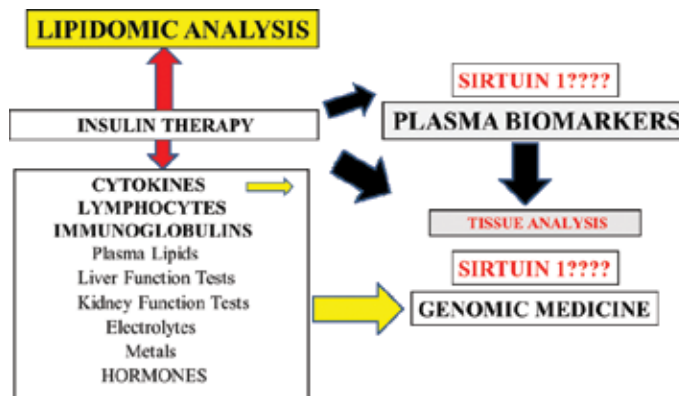 LIPIDOMIC ANALYSIS
SIRTUIN 1????
INSULIN THERAPY
PLASMA BIOMARKERS
CYTOKINES
LYMPHOCYTES
IMMUNOGLOBULINS
Plasma Lipids
Liver Function Tests
Kidney Function Tests
Electrolytes
Metals
HORMONES
TISSUE ANALYSIS
SIRTUIN 1????
GENOMIC MEDICINE